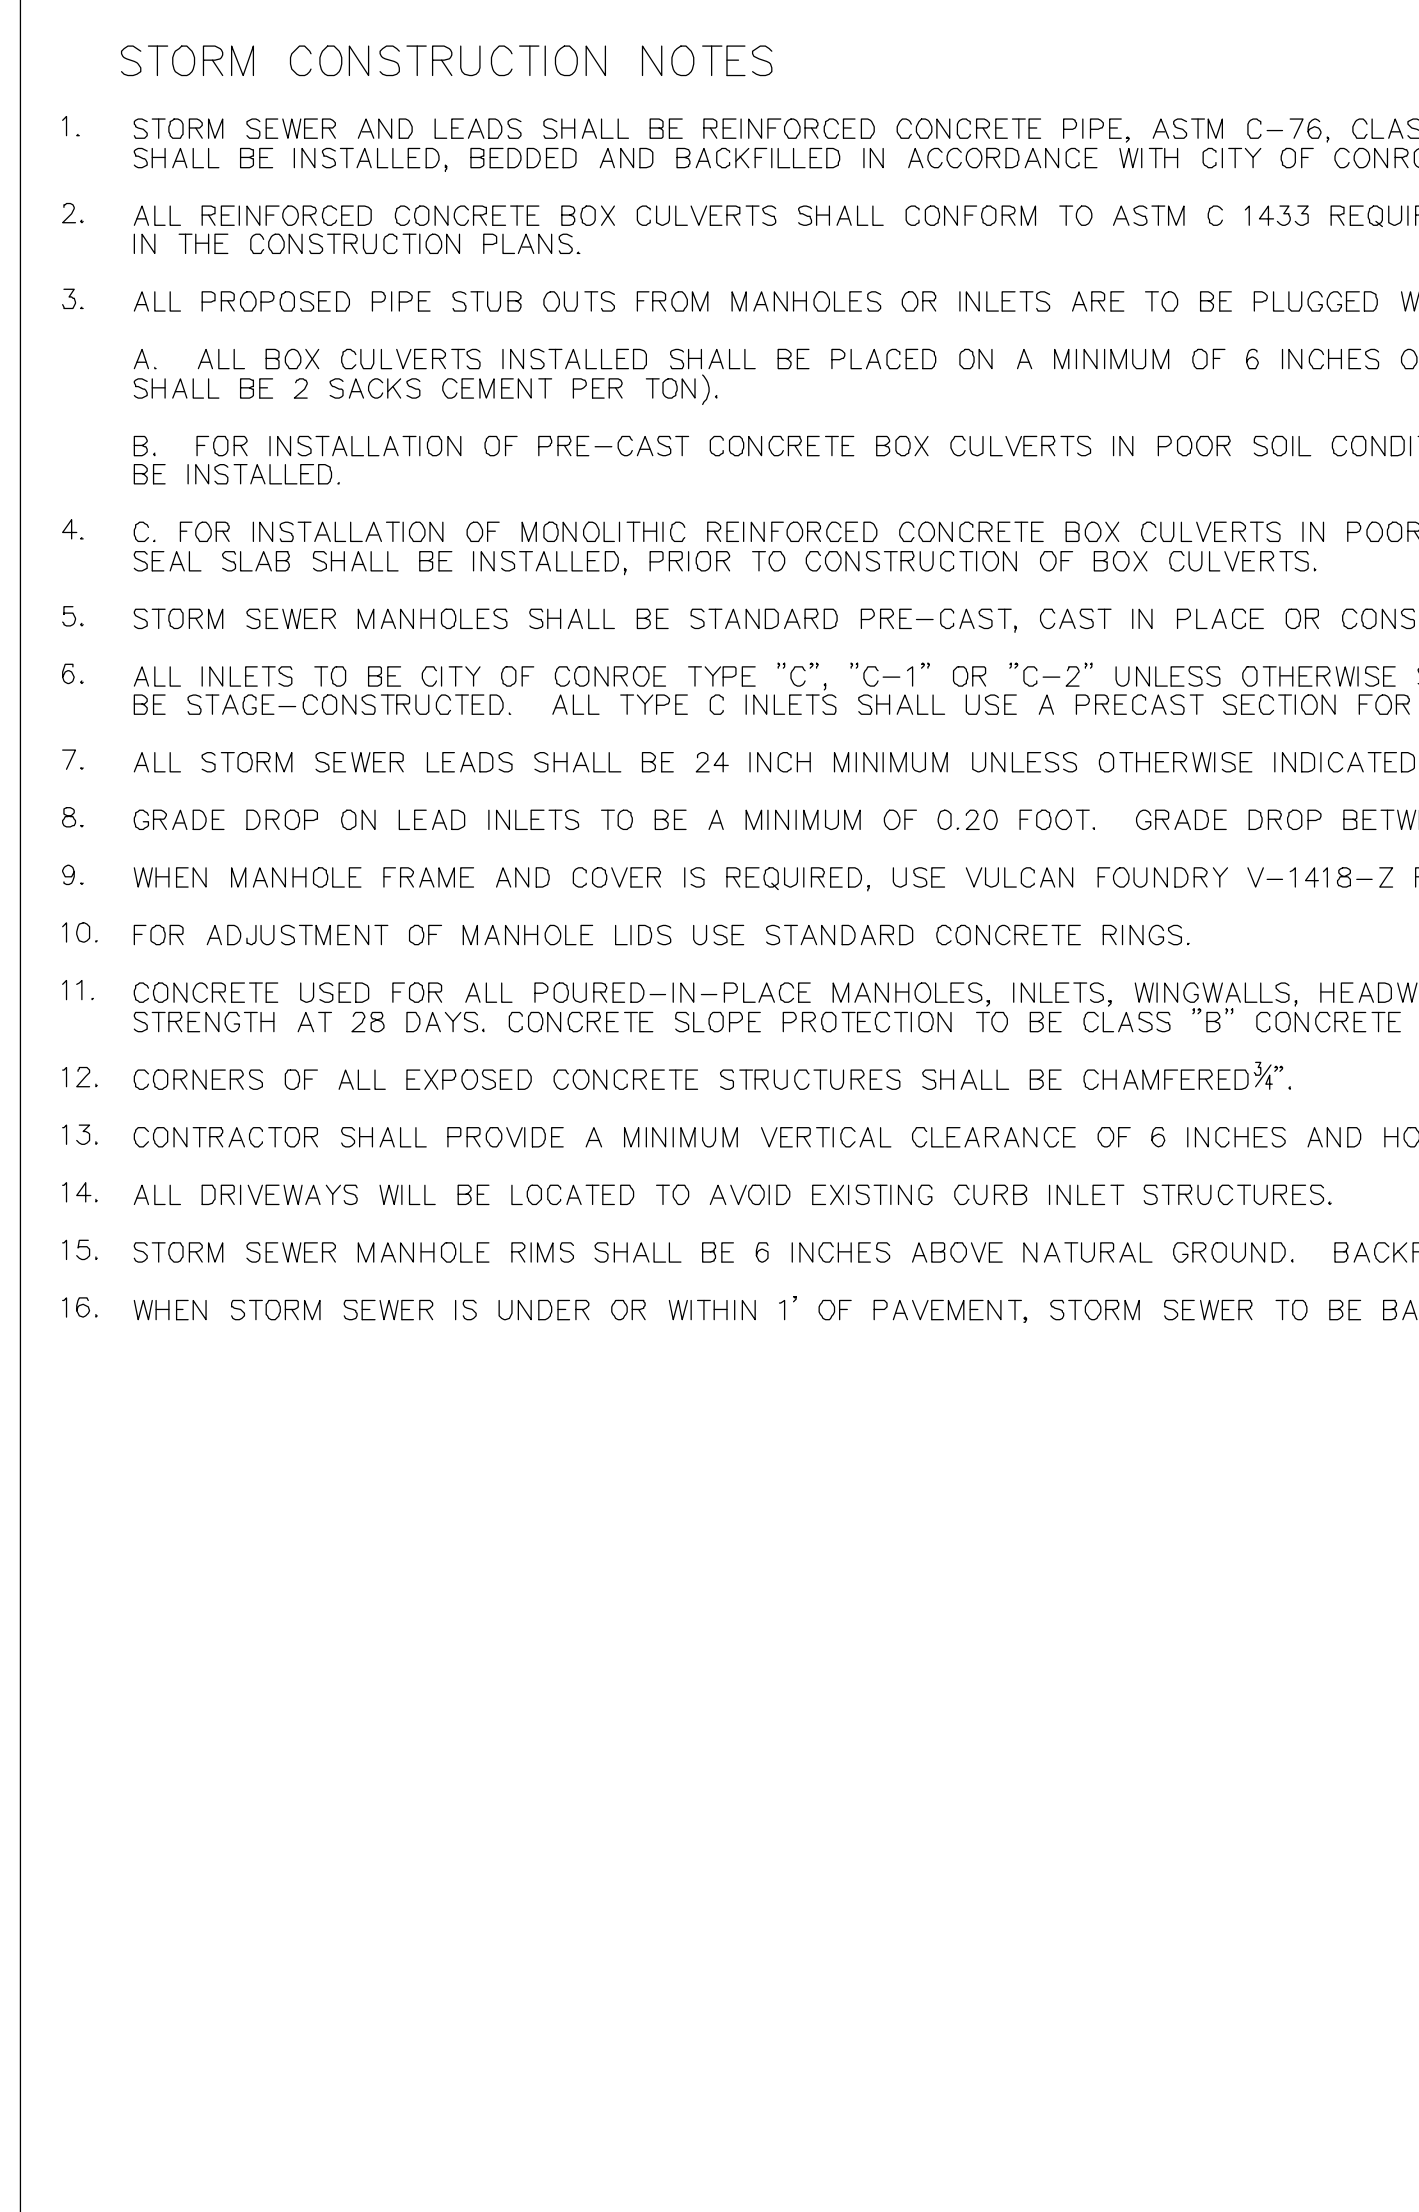 STORM CONSTRUCTION NOTES
1. STORM SEWER AND LEADS SHALL BE REINFORCED CONCRETE PIPE, ASTM C-76,
SHALL BE INSTALLED, BEDDED AND BACKFILLED IN ACCORDANCE WITH CITY OF
2. ALL REINFORCED CONCRETE BOX CULVERTS SHALL CONFORM TO ASTM C 1433
IN THE CONSTRUCTION PLANS.
3. ALL PROPOSED PIPE STUB OUTS FROM MANHOLES OR INLETS ARE TO BE PLUGGED
A. ALL BOX CULVERTS INSTALLED SHALL BE PLACED ON A MINIMUM OF 6 INCHES
SHALL BE 2 SACKS CEMENT PER TON).
B. FOR INSTALLATION OF PRE-CAST CONCRETE BOX CULVERTS IN POOR SOIL
BE INSTALLED.
4. C. FOR INSTALLATION OF MONOLITHIC REINFORCED CONCRETE BOX CULVERTS IN POOR
SEAL SLAB SHALL BE INSTALLED, PRIOR TO CONSTRUCTION OF BOX CULVERTS.
5. STORM SEWER MANHOLES SHALL BE STANDARD PRE-CAST, CAST IN PLACE OR
6. ALL INLETS TO BE CITY OF CONROE TYPE "C", "C-1" OR "C-2" UNLESS OTHERWISE
BE STAGE-CONSTRUCTED. ALL TYPE C INLETS SHALL USE A PRECAST SECTION FOR
7. ALL STORM SEWER LEADS SHALL BE 24 INCH MINIMUM UNLESS OTHERWISE INDICATED
8. GRADE DROP ON LEAD INLETS TO BE A MINIMUM OF 0.20 FOOT. GRADE DROP
9. WHEN MANHOLE FRAME AND COVER IS REQUIRED, USE VULCAN FOUNDRY V-1418-Z
10. FOR ADJUSTMENT OF MANHOLE LIDS USE STANDARD CONCRETE RINGS.
11. CONCRETE USED FOR ALL POURED-IN-PLACE MANHOLES, INLETS, WINGWALLS,
STRENGTH AT 28 DAYS. CONCRETE SLOPE PROTECTION TO BE CLASS "B" CONCRETE
12. CORNERS OF ALL EXPOSED CONCRETE STRUCTURES SHALL BE CHAMFERED¾".
13. CONTRACTOR SHALL PROVIDE A MINIMUM VERTICAL CLEARANCE OF 6 INCHES AND
14. ALL DRIVEWAYS WILL BE LOCATED TO AVOID EXISTING CURB INLET STRUCTURES.
15. STORM SEWER MANHOLE RIMS SHALL BE 6 INCHES ABOVE NATURAL GROUND.
16. WHEN STORM SEWER IS UNDER OR WITHIN 1' OF PAVEMENT, STORM SEWER TO BE